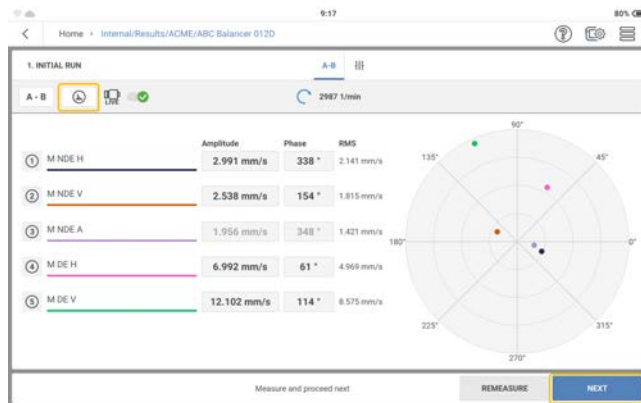 9:17
80%
Home › Internal/Results/ACME/ABC Balancer 012D
1. INITIAL RUN
A-B
A - B
LIVE
2987 1/min
Amplitude Phase RMS
1 M NDE H 2.991 mm/s 338 ° 2.141 mm/s
2 M NDE V 2.538 mm/s 154 ° 1.815 mm/s
3 M NDE A 1.956 mm/s 348 ° 1.421 mm/s
4 M DE H 6.992 mm/s 61 ° 4.969 mm/s
5 M DE V 12.102 mm/s 114 ° 8.575 mm/s
90°
135° 45°
180° 0°
225° 315°
270°
Measure and proceed next
REMEASURE
NEXT